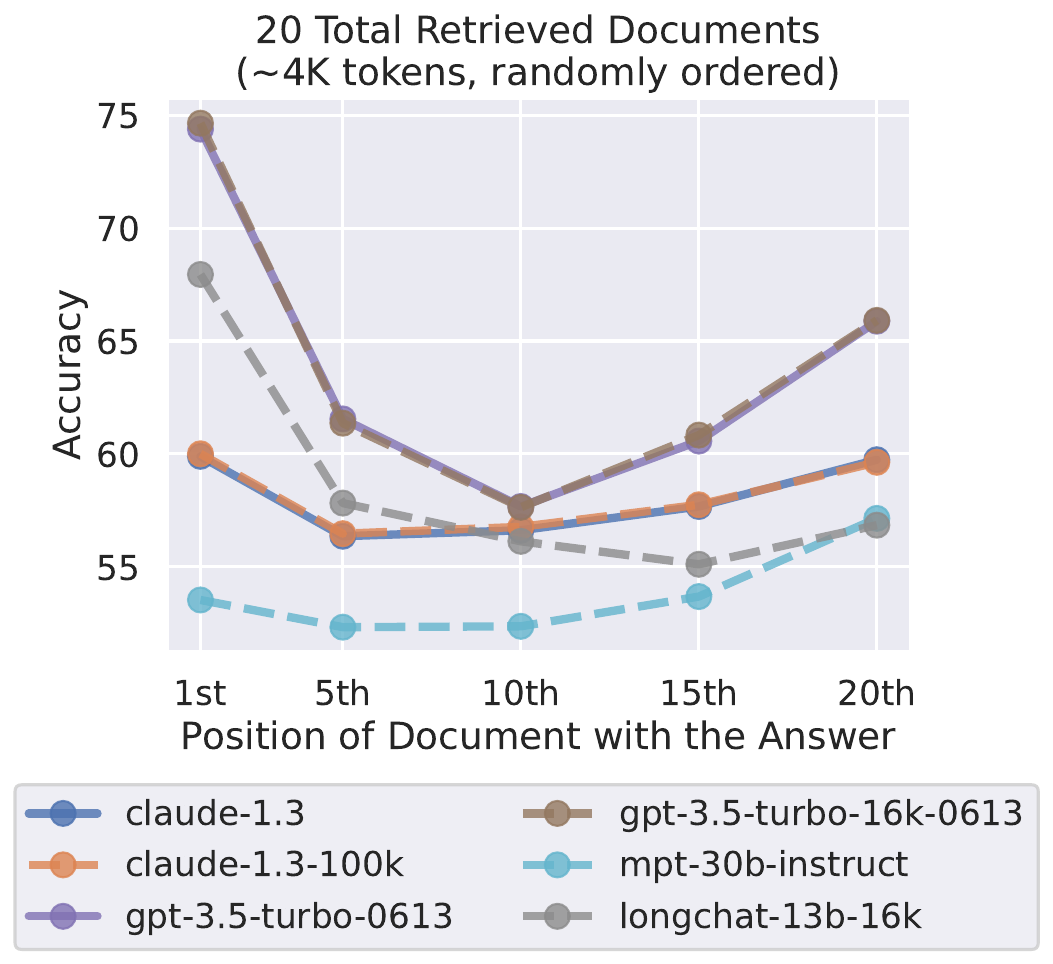 20 Total Retrieved Documents
(~4K tokens, randomly ordered)
75
70
65
60
55
Accuracy
1st 5th 10th 15th 20th
Position of Document with the Answer
claude-1.3
claude-1.3-100k
gpt-3.5-turbo-0613
gpt-3.5-turbo-16k-0613
mpt-30b-instruct
longchat-13b-16k